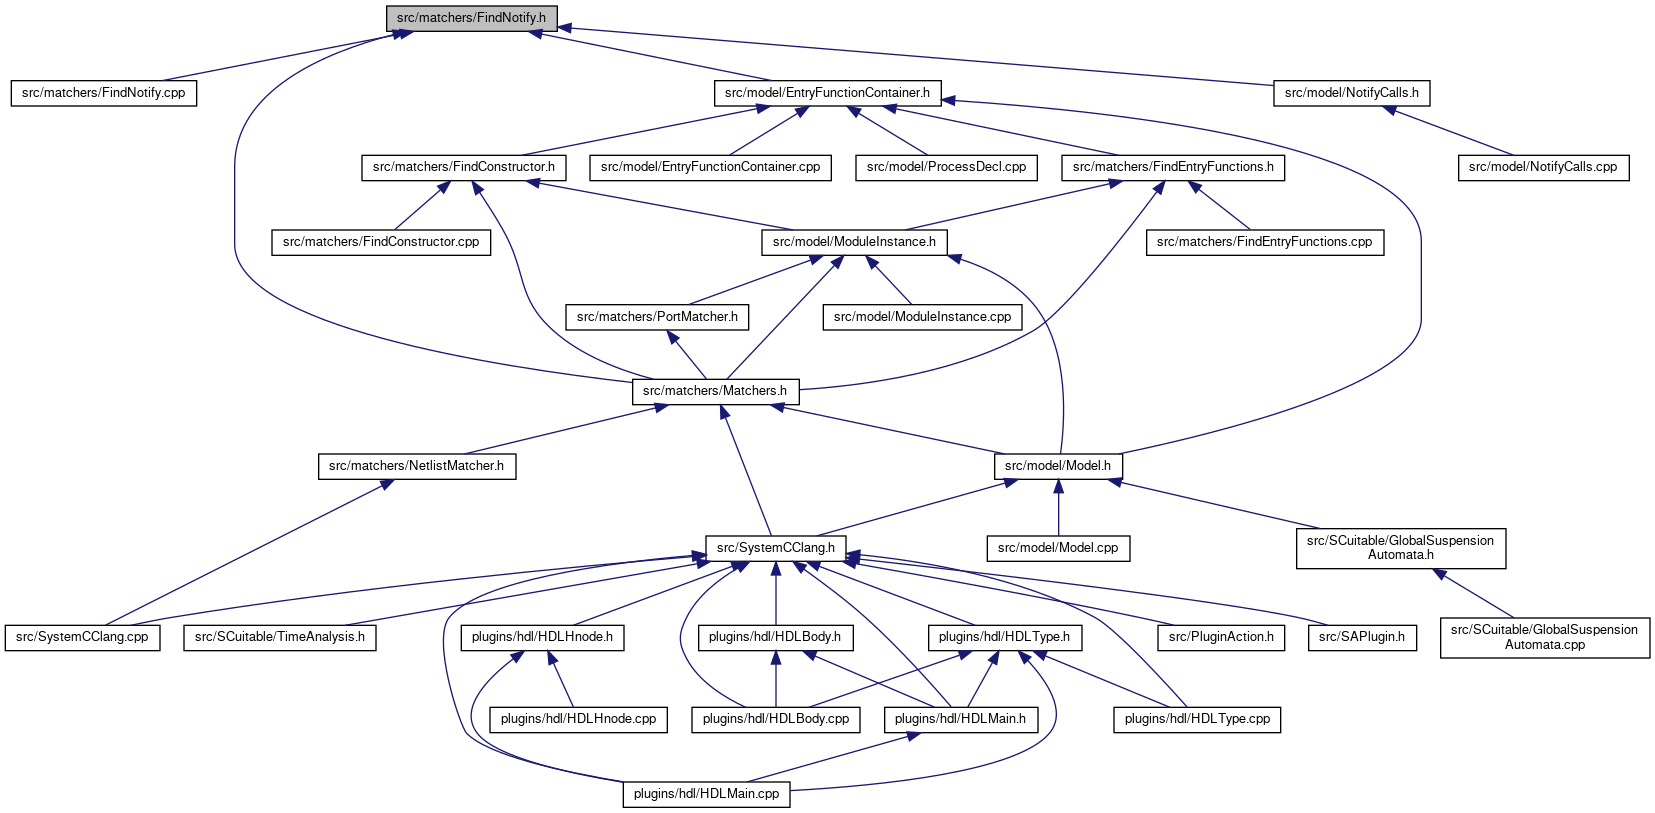 src/matchers/FindNotify.h
src/matchers/FindNotify.cpp
src/model/EntryFunctionContainer.h
src/model/NotifyCalls.h
src/matchers/FindConstructor.h
src/model/EntryFunctionContainer.cpp
src/model/ProcessDecl.cpp
src/matchers/FindEntryFunctions.h
src/model/NotifyCalls.cpp
src/matchers/FindConstructor.cpp
src/model/ModuleInstance.h
src/matchers/FindEntryFunctions.cpp
src/matchers/PortMatcher.h
src/model/ModuleInstance.cpp
src/matchers/Matchers.h
src/matchers/NetlistMatcher.h
src/model/Model.h
src/SystemCClang.h
src/model/Model.cpp
src/SCuitable/GlobalSuspension
Automata.h
src/SystemCClang.cpp
src/SCuitable/TimeAnalysis.h
plugins/hdl/HDLHnode.h
plugins/hdl/HDLBody.h
plugins/hdl/HDLType.h
src/PluginAction.h
src/SAPlugin.h
src/SCuitable/GlobalSuspension
Automata.cpp
plugins/hdl/HDLHnode.cpp
plugins/hdl/HDLBody.cpp
plugins/hdl/HDLMain.h
plugins/hdl/HDLType.cpp
plugins/hdl/HDLMain.cpp